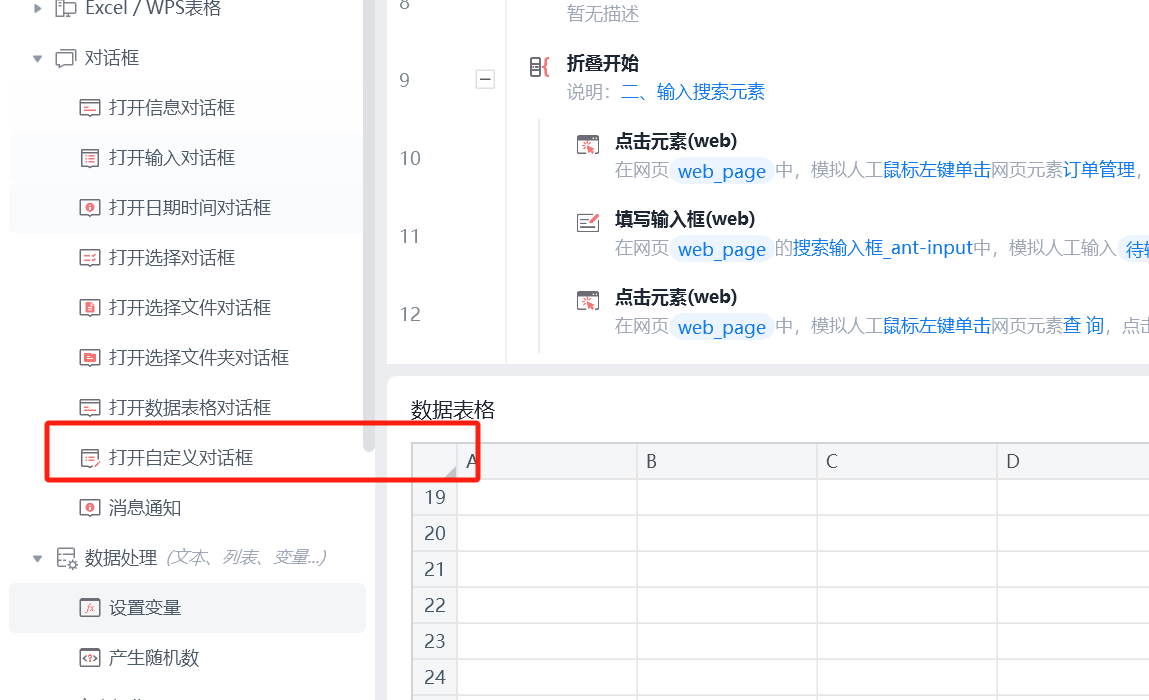 Excel / WPS表格
对话框
打开信息对话框
打开输入对话框
打开日期时间对话框
打开选择对话框
打开选择文件对话框
打开选择文件夹对话框
打开数据表格对话框
打开自定义对话框
消息通知
数据处理 (文本、列表、变量...)
设置变量
产生随机数
8
暂无描述
9
折叠开始
说明：二、输入搜索元素
10
点击元素(web)
在网页 web_page 中，模拟人工鼠标左键单击网页元素订单管理，
11
填写输入框(web)
在网页 web_page 的搜索输入框_ant-input中，模拟人工输入 待
12
点击元素(web)
在网页 web_page 中，模拟人工鼠标左键单击网页元素查 询，点击
数据表格
A B C D
19
20
21
22
23
24